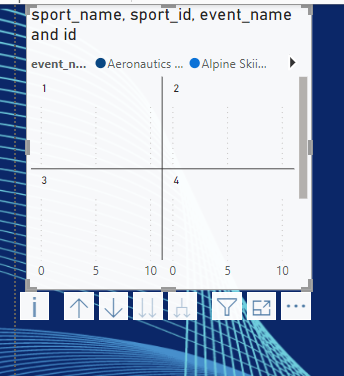 sport_name, sport_id, event_name
and id
event_n... Aeronautics ... Alpine Skii...
1 2
3 4
0 5 10 0 5 10